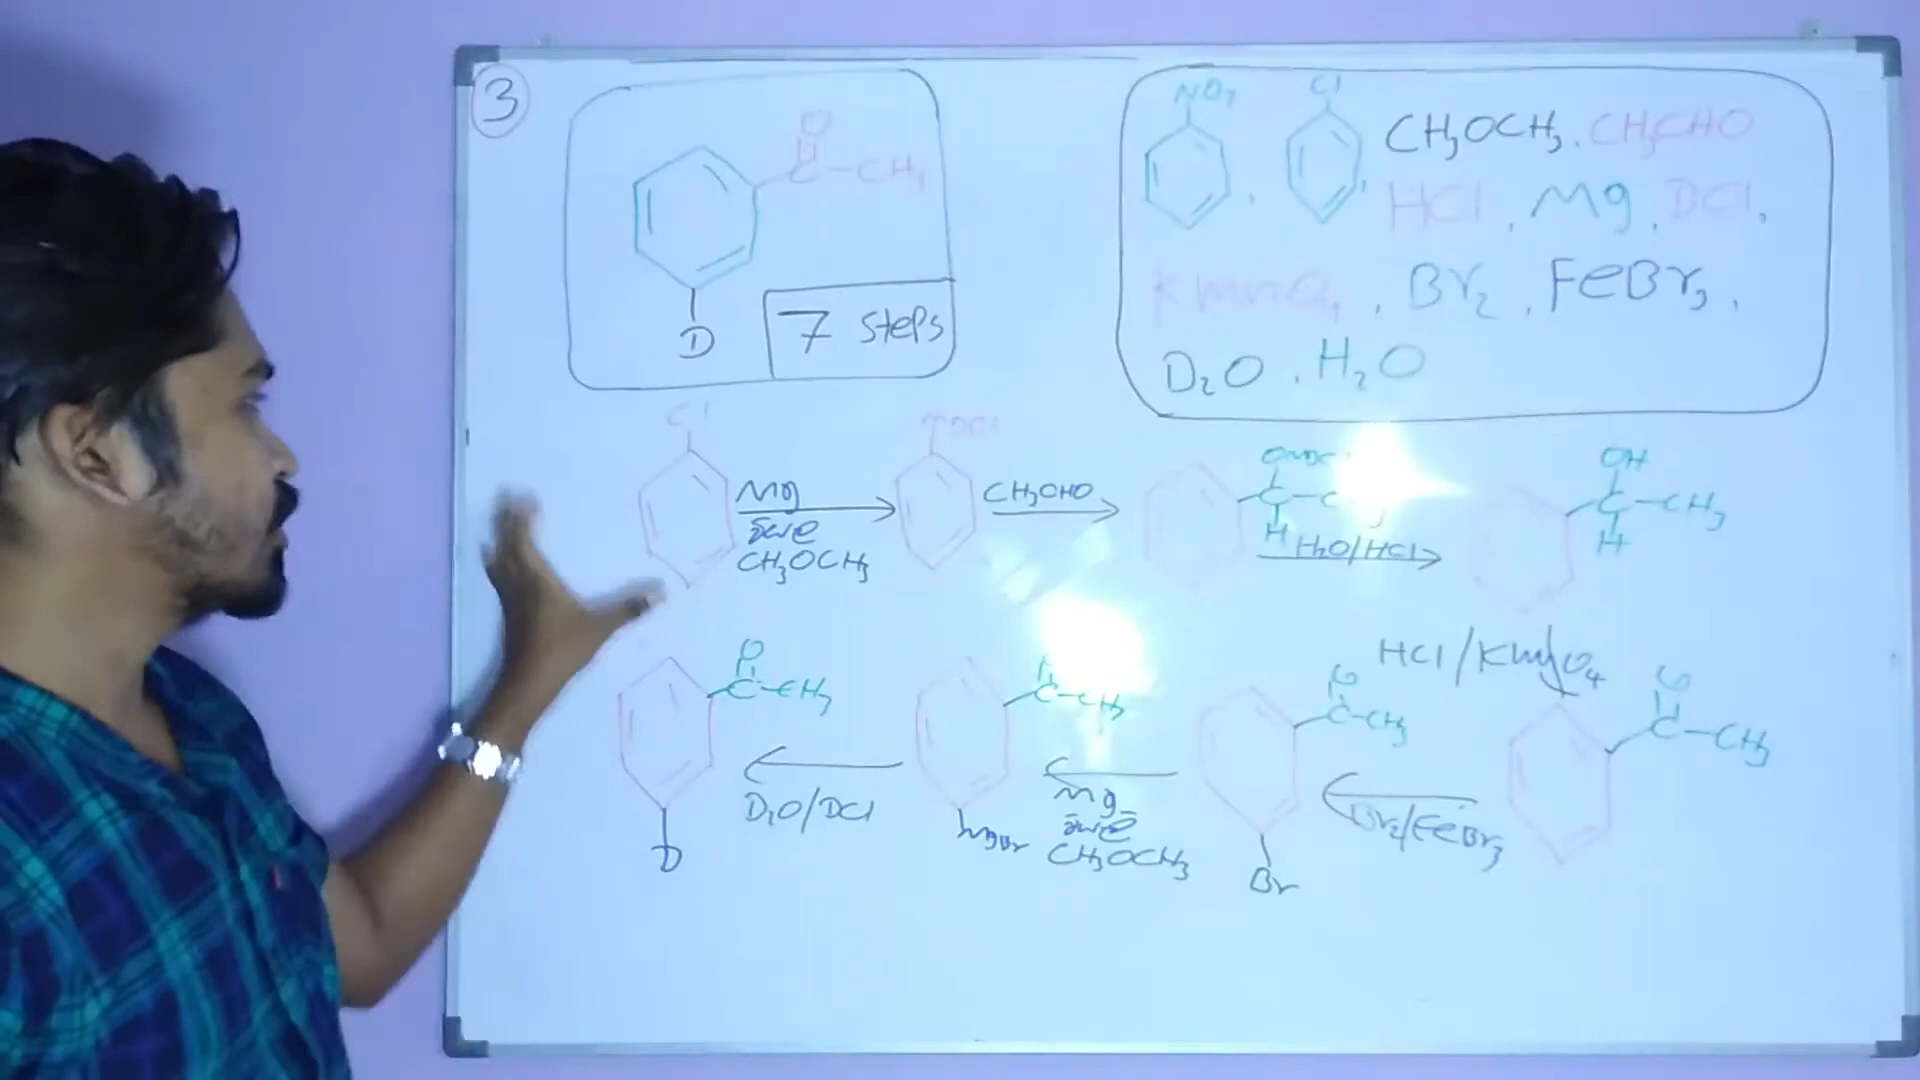 3
O
C-CH3
D
7 steps
NO2
Cl
CH3OCH3, CH3CHO
HCl, Mg, DCl,
KMnO4, Br2, FeBr3,
D2O, H2O
Cl
Mg
CH3OCH3
CH3CHO
C
H
H2O/HCl
OH
C-CH3
H
HCl/KMnO4
O
C-CH3
Br2/FeBr3
O
C-CH3
Br
Mg
CH3OCH3
C-CH3
MgBr
D2O/DCl
O
C-CH3
D